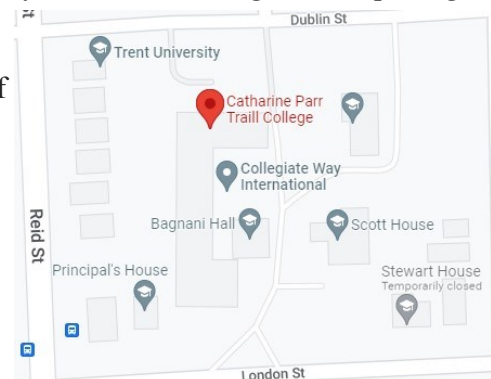 Dublin St
Trent University
f
Catharine Parr
Traill College
Collegiate Way
International
Reid St
Bagnani Hall
Scott House
Principal's House
Stewart House
Temporarily closed
London St